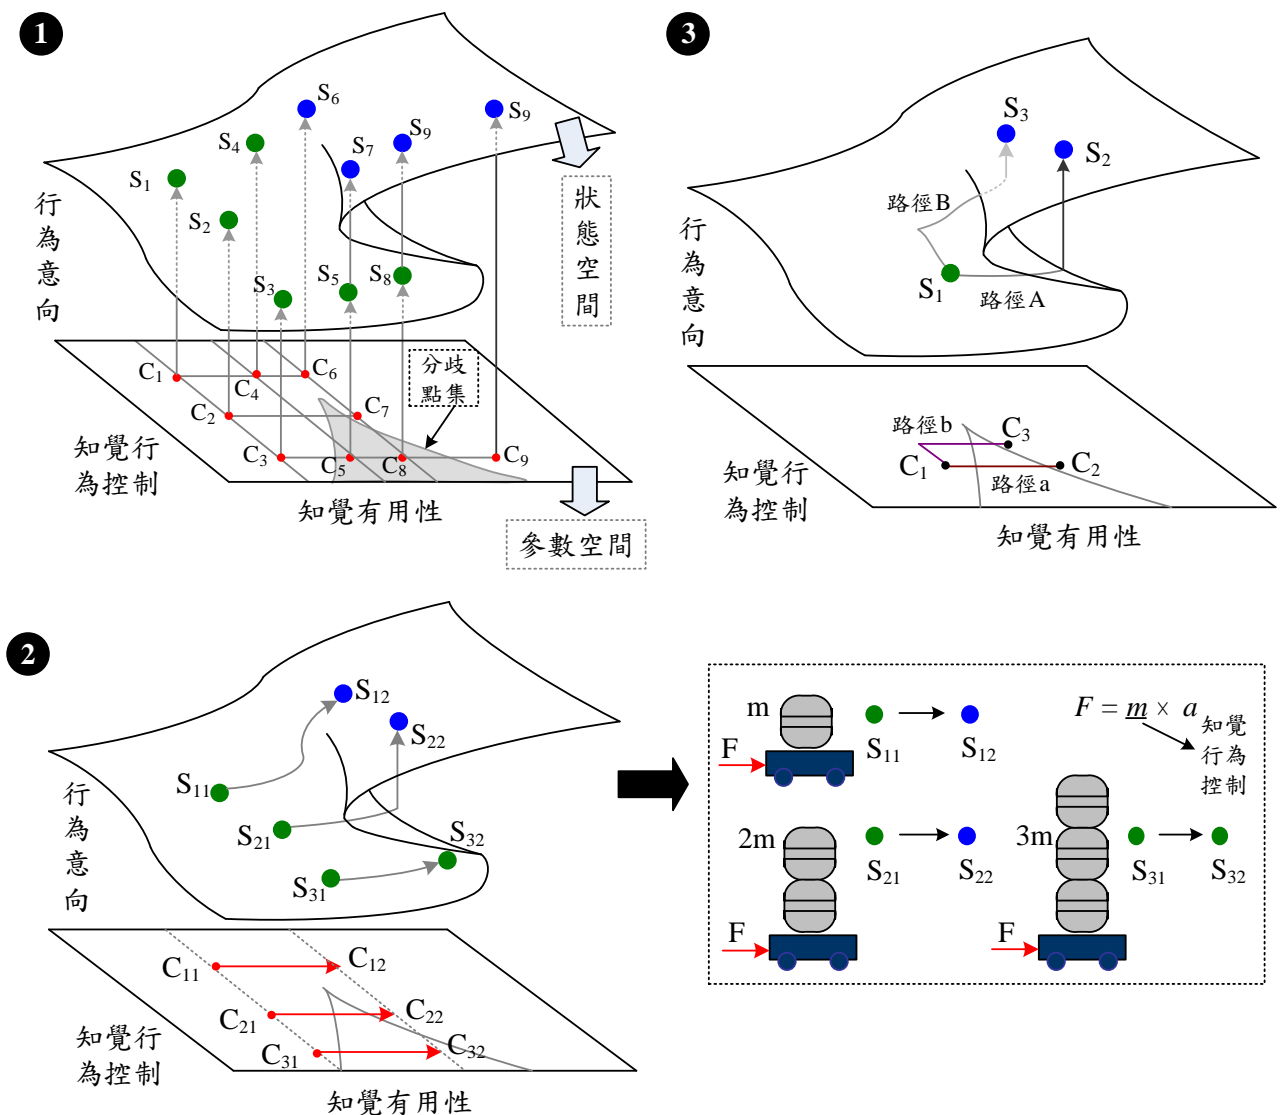 1
S6
S9
S9
S4
S7
S1
S2
S5
S8
S3
行為意向
狀態空間
分歧
點集
C1
C4
C6
C2
C7
C3
C5
C8
C9
知覺行
為控制
知覺有用性
參數空間
3
S3
S2
路徑B
S1
路徑A
行為意向
路徑b
C3
C1
C2
路徑a
知覺行
為控制
知覺有用性
2
S12
S22
S11
S21
S32
S31
行為意向
C11
C12
C21
C22
C31
C32
知覺行
為控制
知覺有用性
m
F
S11
S12
F = m × a
知覺
行為
控制
2m
F
S21
S22
3m
F
S31
S32